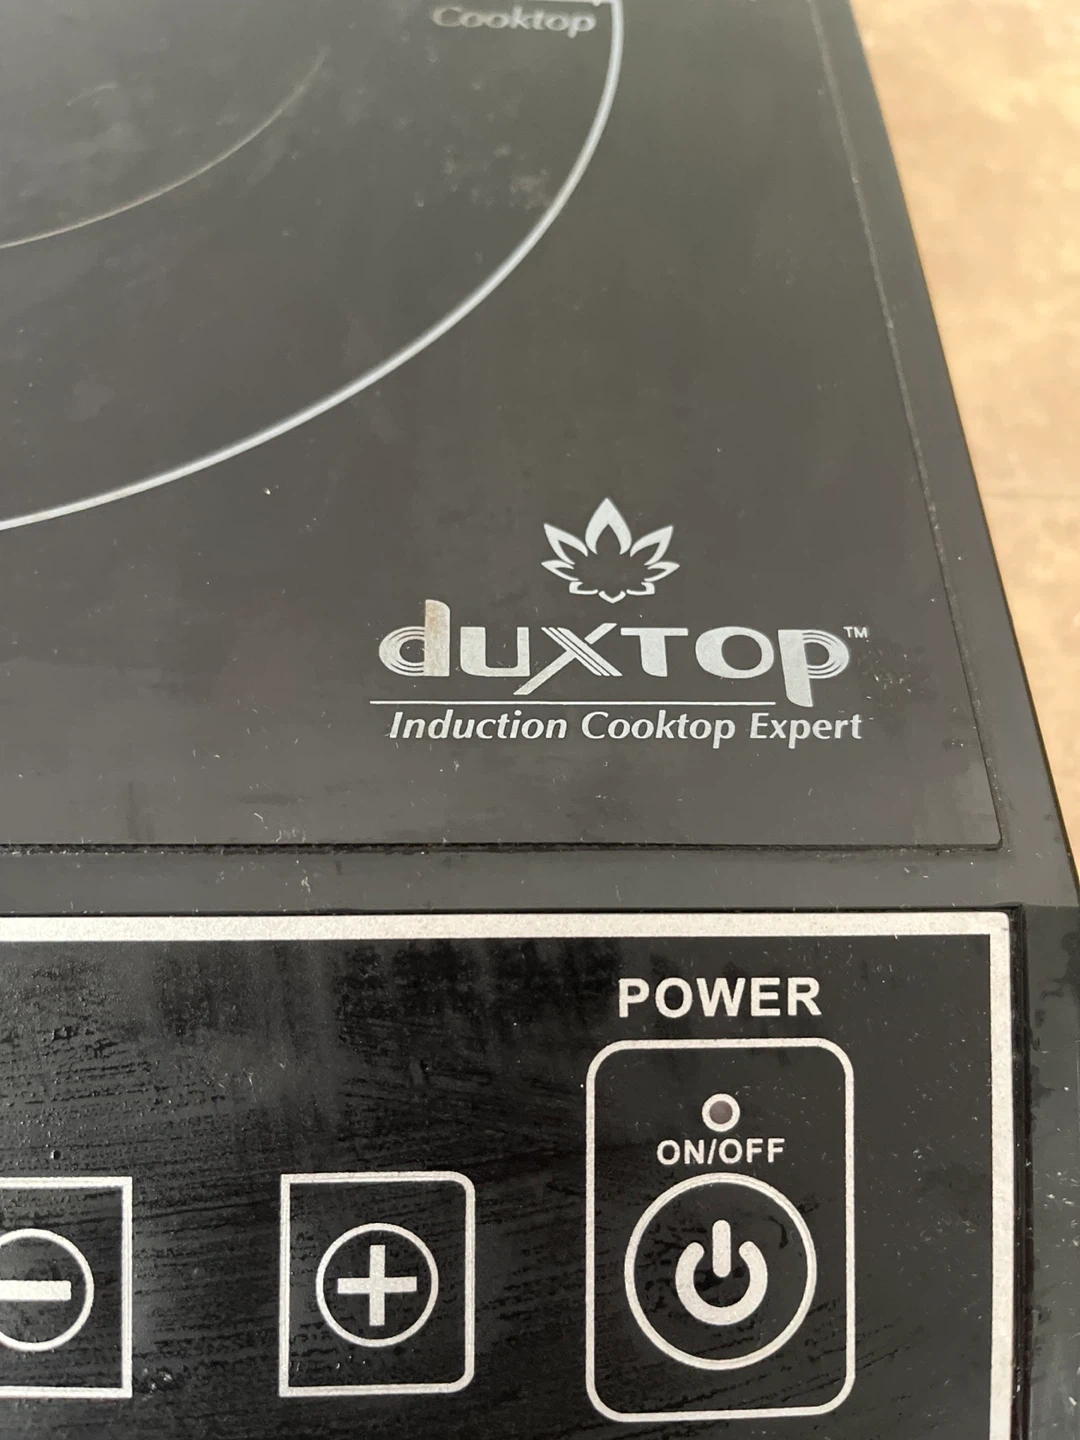 Cooktop
duxtop™
Induction Cooktop Expert
POWER
ON/OFF